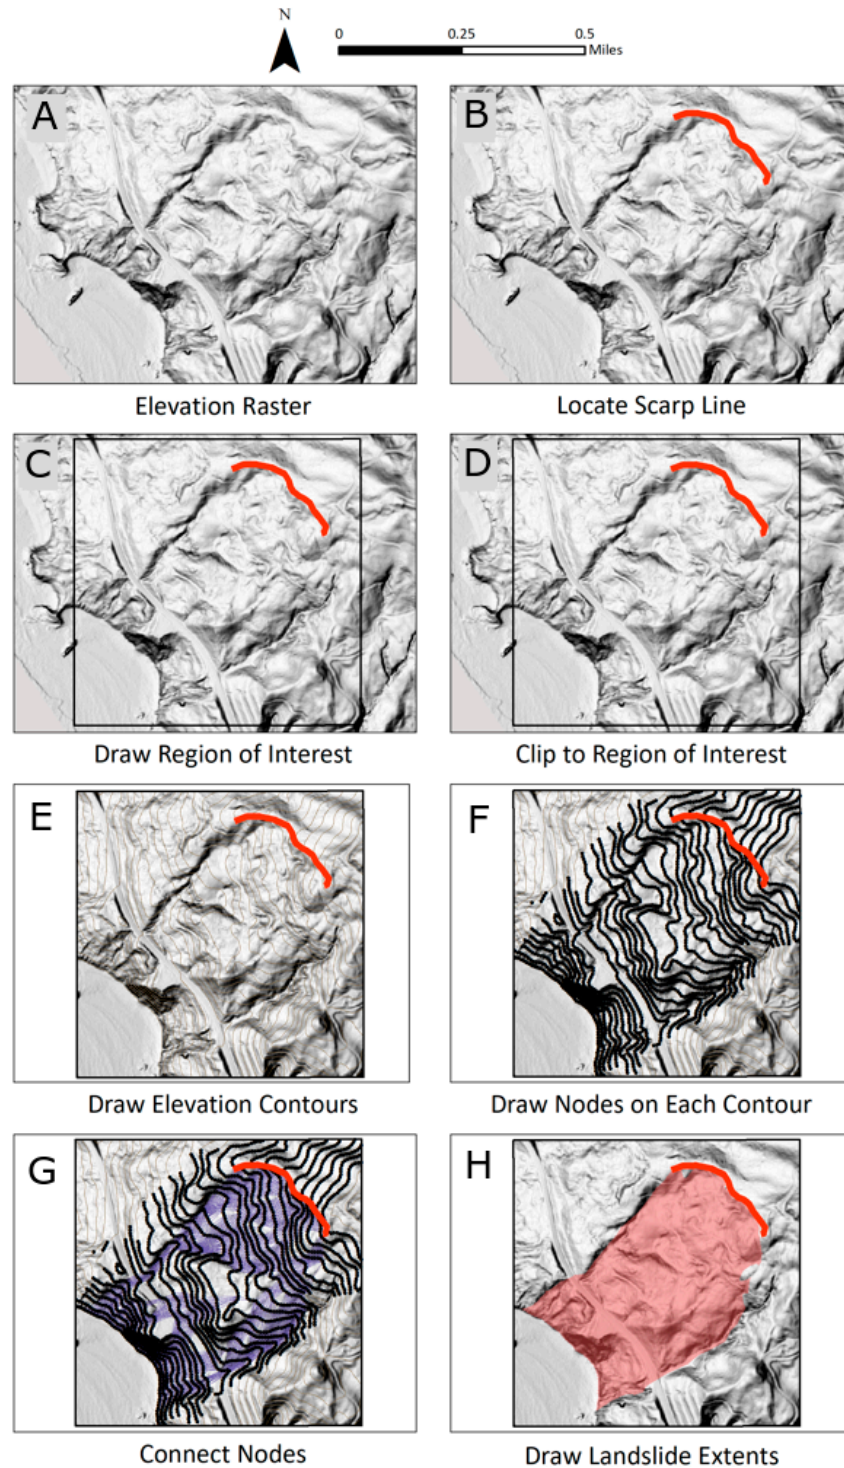 N
0 0.25 0.5
Miles
A B
Elevation Raster Locate Scarp Line
C D
Draw Region of Interest Clip to Region of Interest
E F
Draw Elevation Contours Draw Nodes on Each Contour
G H
Connect Nodes Draw Landslide Extents